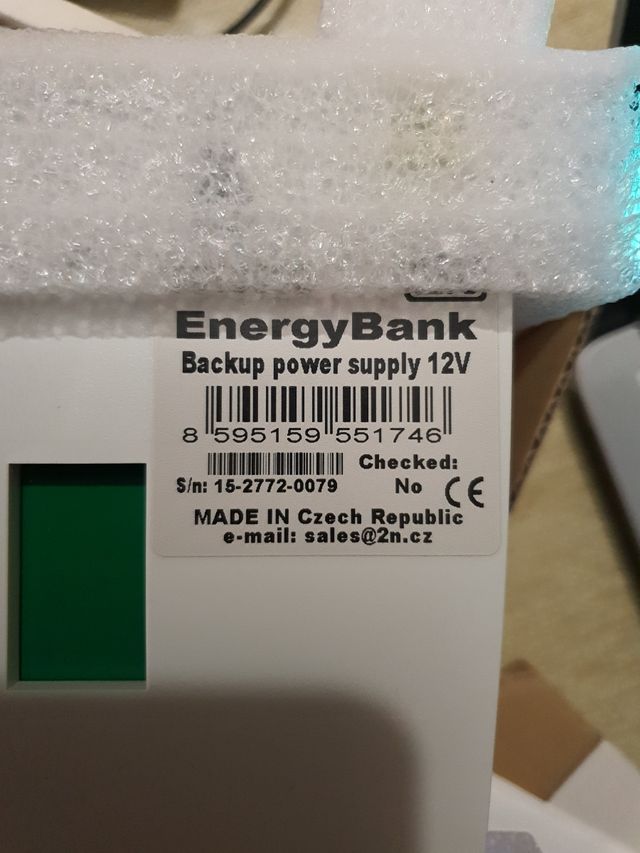 EnergyBank
Backup power supply 12V
8 595159 551746
Checked:
S/n: 15-2772-0079 No CE
MADE IN Czech Republic
e-mail: sales@2n.cz